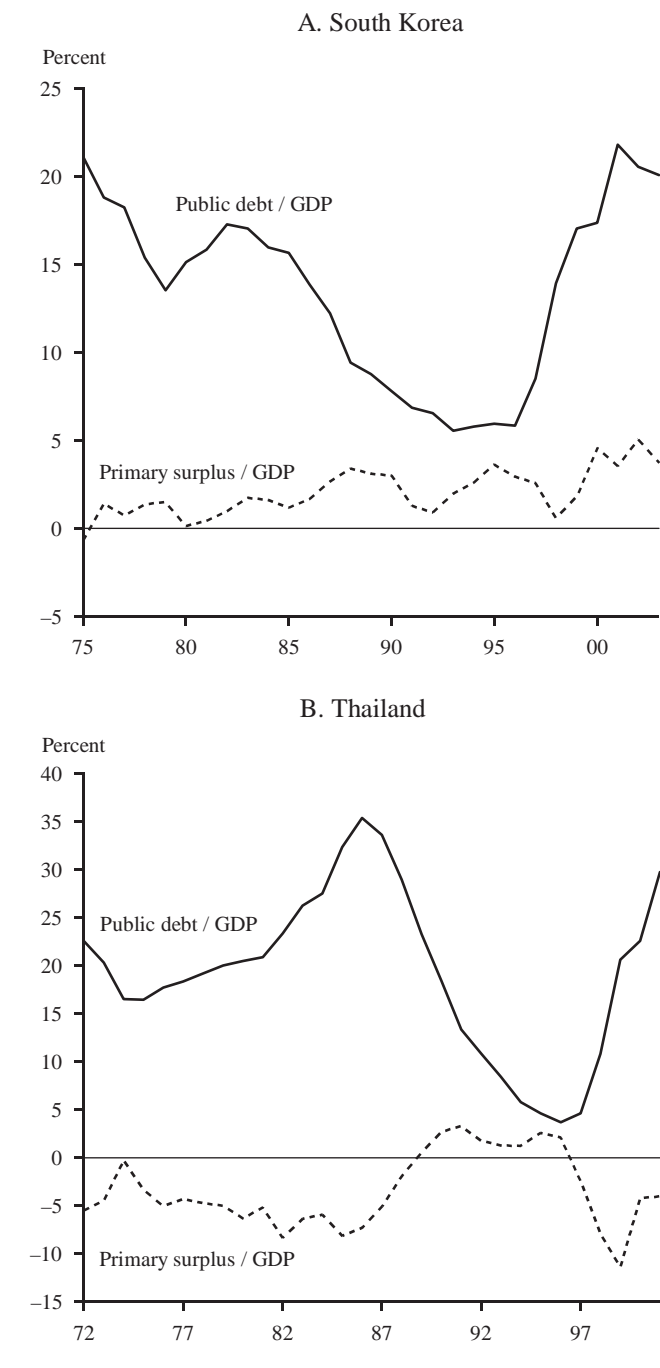 A. South Korea
Percent
25
20
Public debt / GDP
15
10
5
Primary surplus / GDP
0
–5
75 80 85 90 95 00
B. Thailand
Percent
40
35
30
25
Public debt / GDP
20
15
10
5
0
–5
–10
Primary surplus / GDP
–15
72 77 82 87 92 97